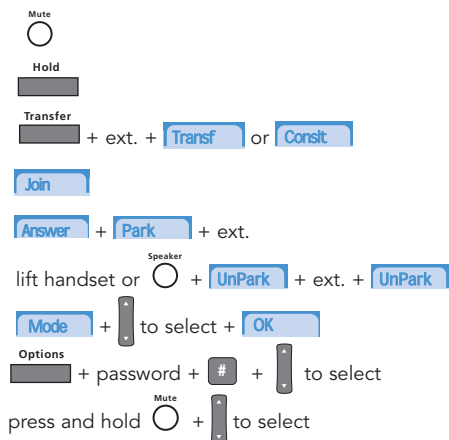 Mute
Hold
Transfer
+ ext. + Transf or Conslt
Join
Answer + Park + ext.
Speaker
lift handset or + UnPark + ext. + UnPark
Mode + to select + OK
Options
+ password + # + to select
Mute
press and hold + to select